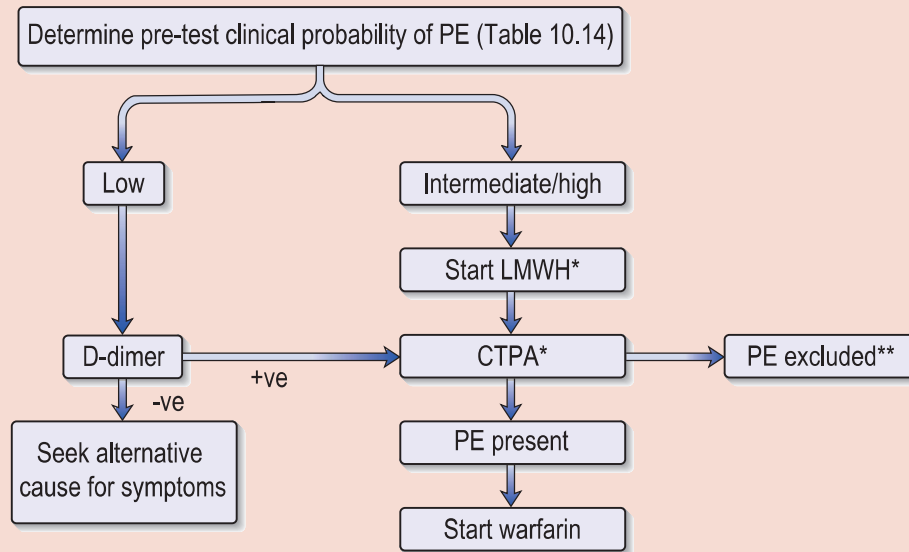 Determine pre-test clinical probability of PE (Table 10.14)
Low
Intermediate/high
Start LMWH*
D-dimer
+ve
CTPA*
PE excluded**
-ve
Seek alternative
cause for symptoms
PE present
Start warfarin